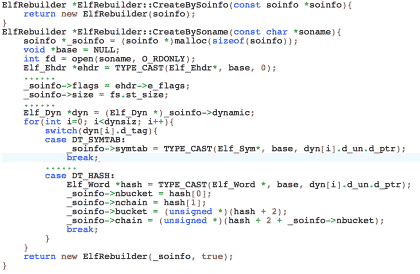 ElfRebuilder *ElfRebuilder::CreateBySoinfo(const soinfo *soinfo){
    return new ElfRebuilder(soinfo);
}
ElfRebuilder *ElfRebuilder::CreateBySoname(const char *soname){
    soinfo *_soinfo = (soinfo *)malloc(sizeof(soinfo));
    void *base = NULL;
    int fd = open(soname, O_RDONLY);
    Elf_Ehdr *ehdr = TYPE_CAST(Elf_Ehdr*, base, 0);
    ......
    _soinfo->flags = ehdr->e_flags;
    _soinfo->size = fs.st_size;
    ......
    Elf_Dyn *dyn = (Elf_Dyn *)_soinfo->dynamic;
    for(int i=0; i<dynsiz; i++){
        switch(dyn[i].d_tag){
        case DT_SYMTAB:
            _soinfo->symtab = TYPE_CAST(Elf_Sym*, base, dyn[i].d_un.d_ptr);
            break;
        ......
        case DT_HASH:
            Elf_Word *hash = TYPE_CAST(Elf_Word *, base, dyn[i].d_un.d_ptr);
            _soinfo->nbucket = hash[0];
            _soinfo->nchain = hash[1];
            _soinfo->bucket = (unsigned *)(hash + 2);
            _soinfo->chain = (unsigned *)(hash + 2 + _soinfo->nbucket);
            break;
        }
    }
    return new ElfRebuilder(_soinfo, true);
}